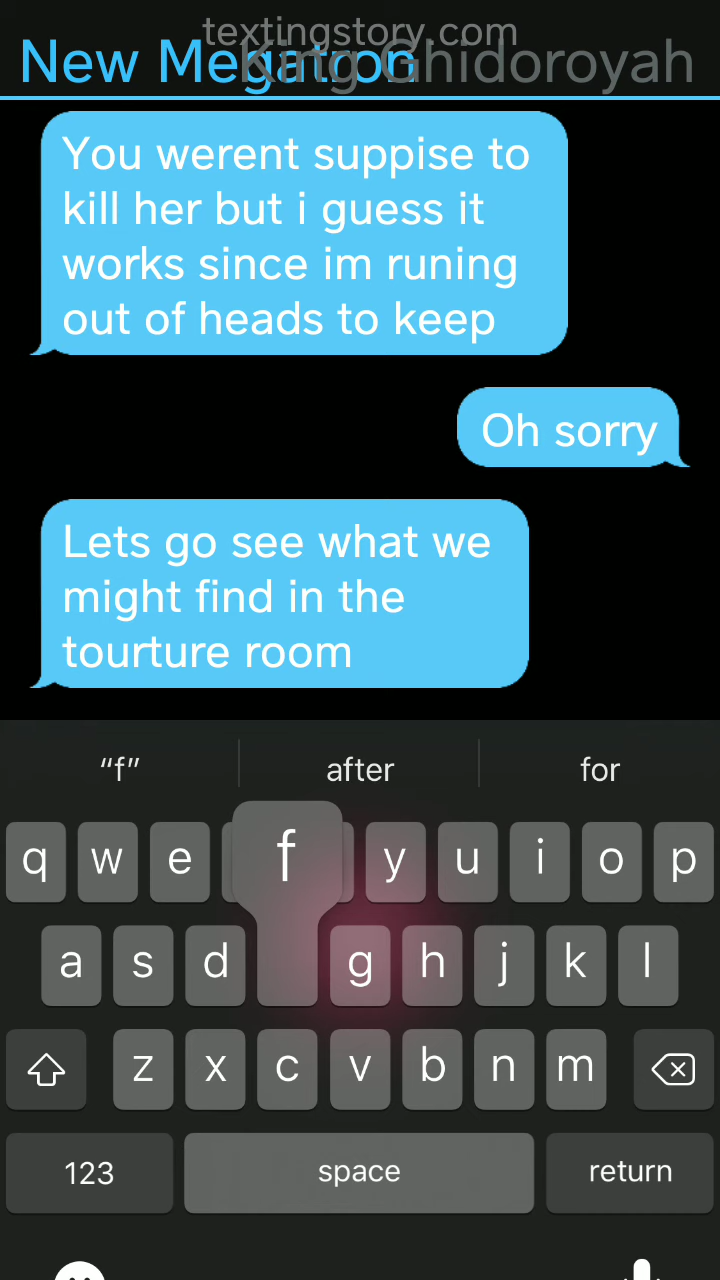 textingstory.com
New Megatron King Ghidoroyah
You werent suppise to
kill her but i guess it
works since im runing
out of heads to keep
Oh sorry
Lets go see what we
might find in the
tourture room
“f” after for
q w e f y u i o p
a s d g h j k l
z x c v b n m
123 space return